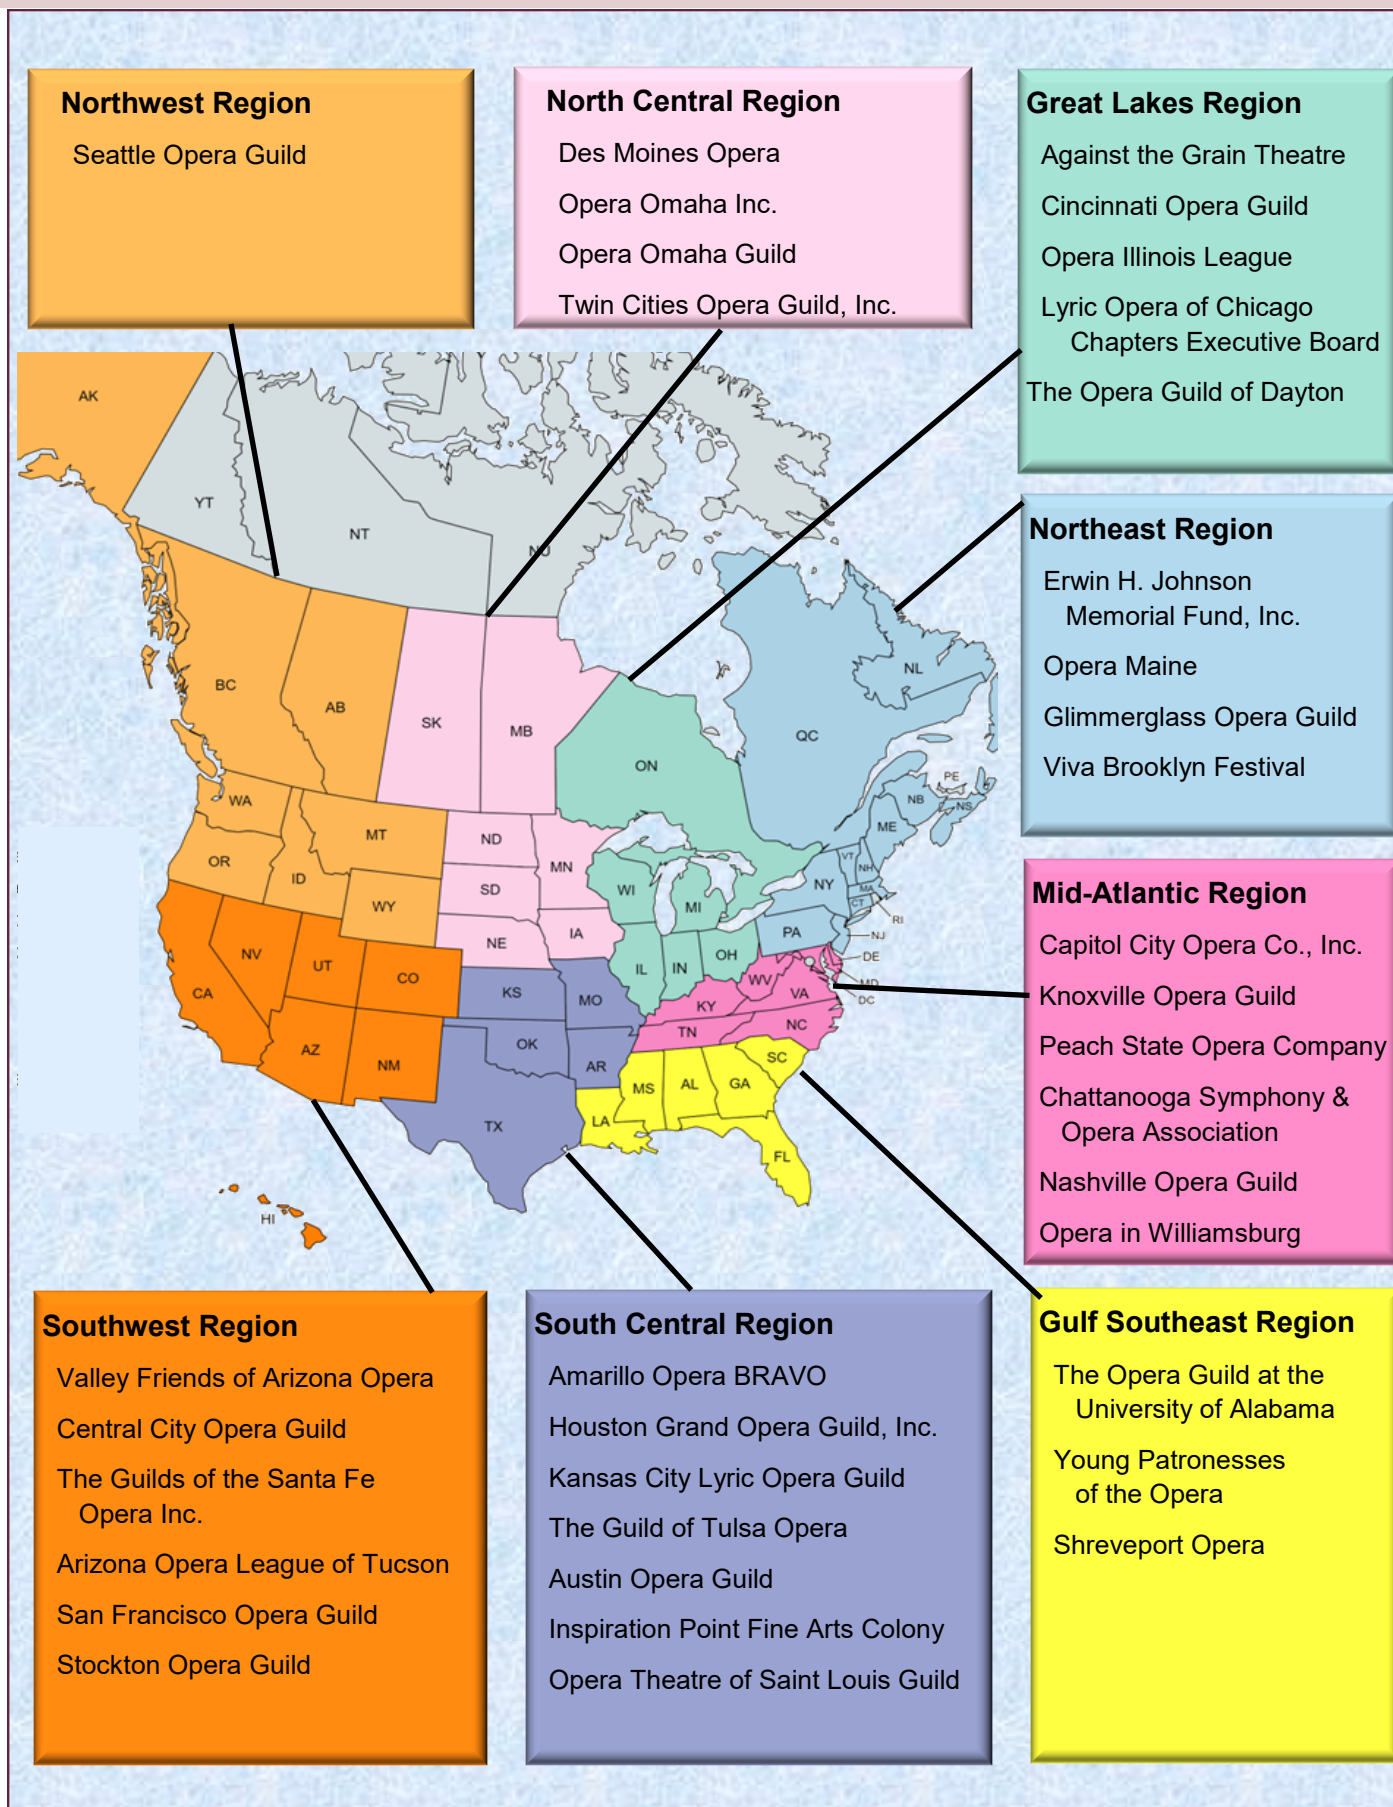 Northwest Region
Seattle Opera Guild
North Central Region
Des Moines Opera
Opera Omaha Inc.
Opera Omaha Guild
Twin Cities Opera Guild, Inc.
Great Lakes Region
Against the Grain Theatre
Cincinnati Opera Guild
Opera Illinois League
Lyric Opera of Chicago
Chapters Executive Board
The Opera Guild of Dayton
Northeast Region
Erwin H. Johnson
Memorial Fund, Inc.
Opera Maine
Glimmerglass Opera Guild
Viva Brooklyn Festival
Mid-Atlantic Region
Capitol City Opera Co., Inc.
Knoxville Opera Guild
Peach State Opera Company
Chattanooga Symphony &
Opera Association
Nashville Opera Guild
Opera in Williamsburg
AK
YT
NT
NU
BC
AB
SK
MB
ON
QC
NL
PE
NB
NS
ME
WA
OR
ID
MT
WY
ND
SD
NE
MN
IA
WI
MI
IL
IN
OH
NY
VT
NH
MA
CT
RI
PA
NJ
DE
MD
DC
CA
NV
UT
CO
AZ
NM
KS
MO
OK
AR
TX
KY
WV
VA
TN
NC
SC
MS
AL
GA
LA
FL
HI
Southwest Region
Valley Friends of Arizona Opera
Central City Opera Guild
The Guilds of the Santa Fe
Opera Inc.
Arizona Opera League of Tucson
San Francisco Opera Guild
Stockton Opera Guild
South Central Region
Amarillo Opera BRAVO
Houston Grand Opera Guild, Inc.
Kansas City Lyric Opera Guild
The Guild of Tulsa Opera
Austin Opera Guild
Inspiration Point Fine Arts Colony
Opera Theatre of Saint Louis Guild
Gulf Southeast Region
The Opera Guild at the
University of Alabama
Young Patronesses
of the Opera
Shreveport Opera